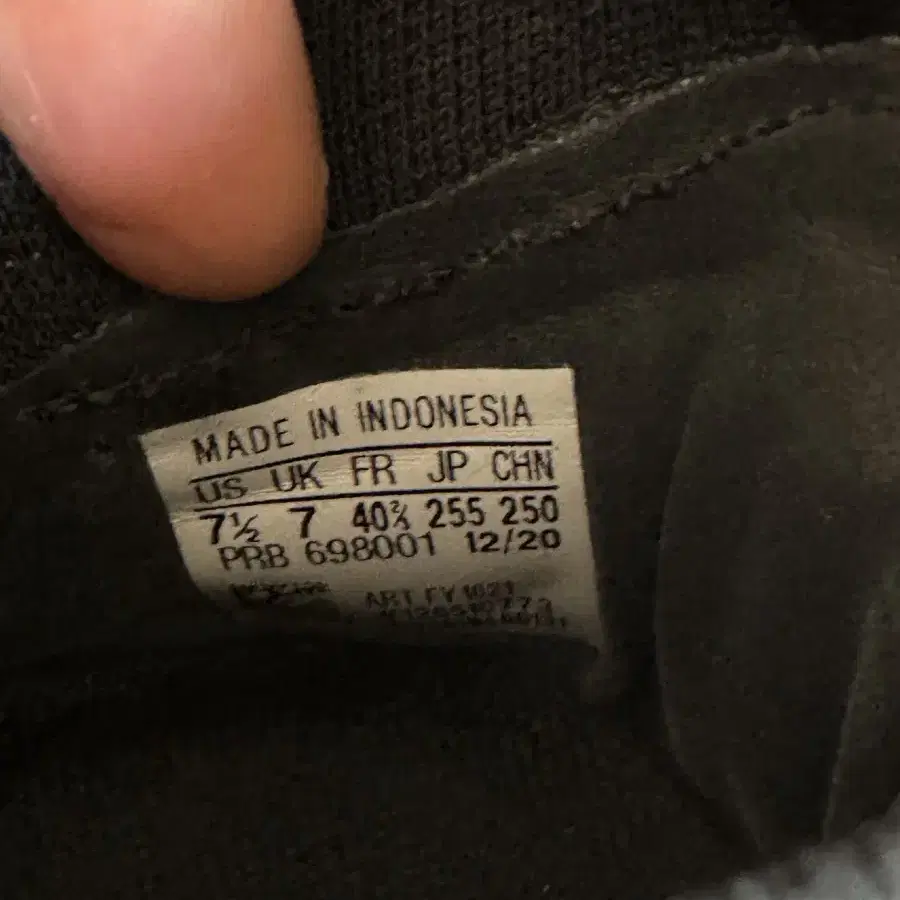 MADE IN INDONESIA
US UK FR JP CHN
7½ 7 40⅔ 255 250
PRB 698001 12/20
ART